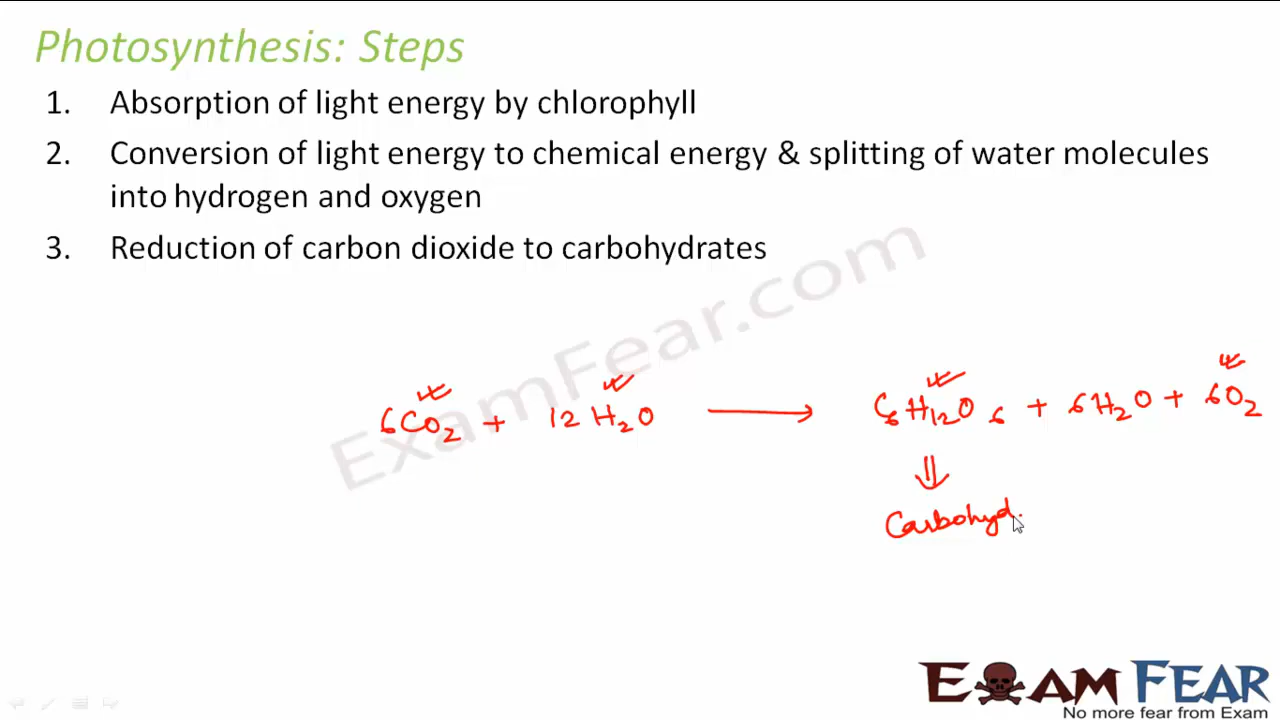 Photosynthesis: Steps
1. Absorption of light energy by chlorophyll
2. Conversion of light energy to chemical energy & splitting of water molecules
into hydrogen and oxygen
3. Reduction of carbon dioxide to carbohydrates
ExamFear.com
6CO2 + 12H2O → C6H12O6 + 6H2O + 6O2
⇓
Carbohyd.
EXAM FEAR
No more fear from Exam